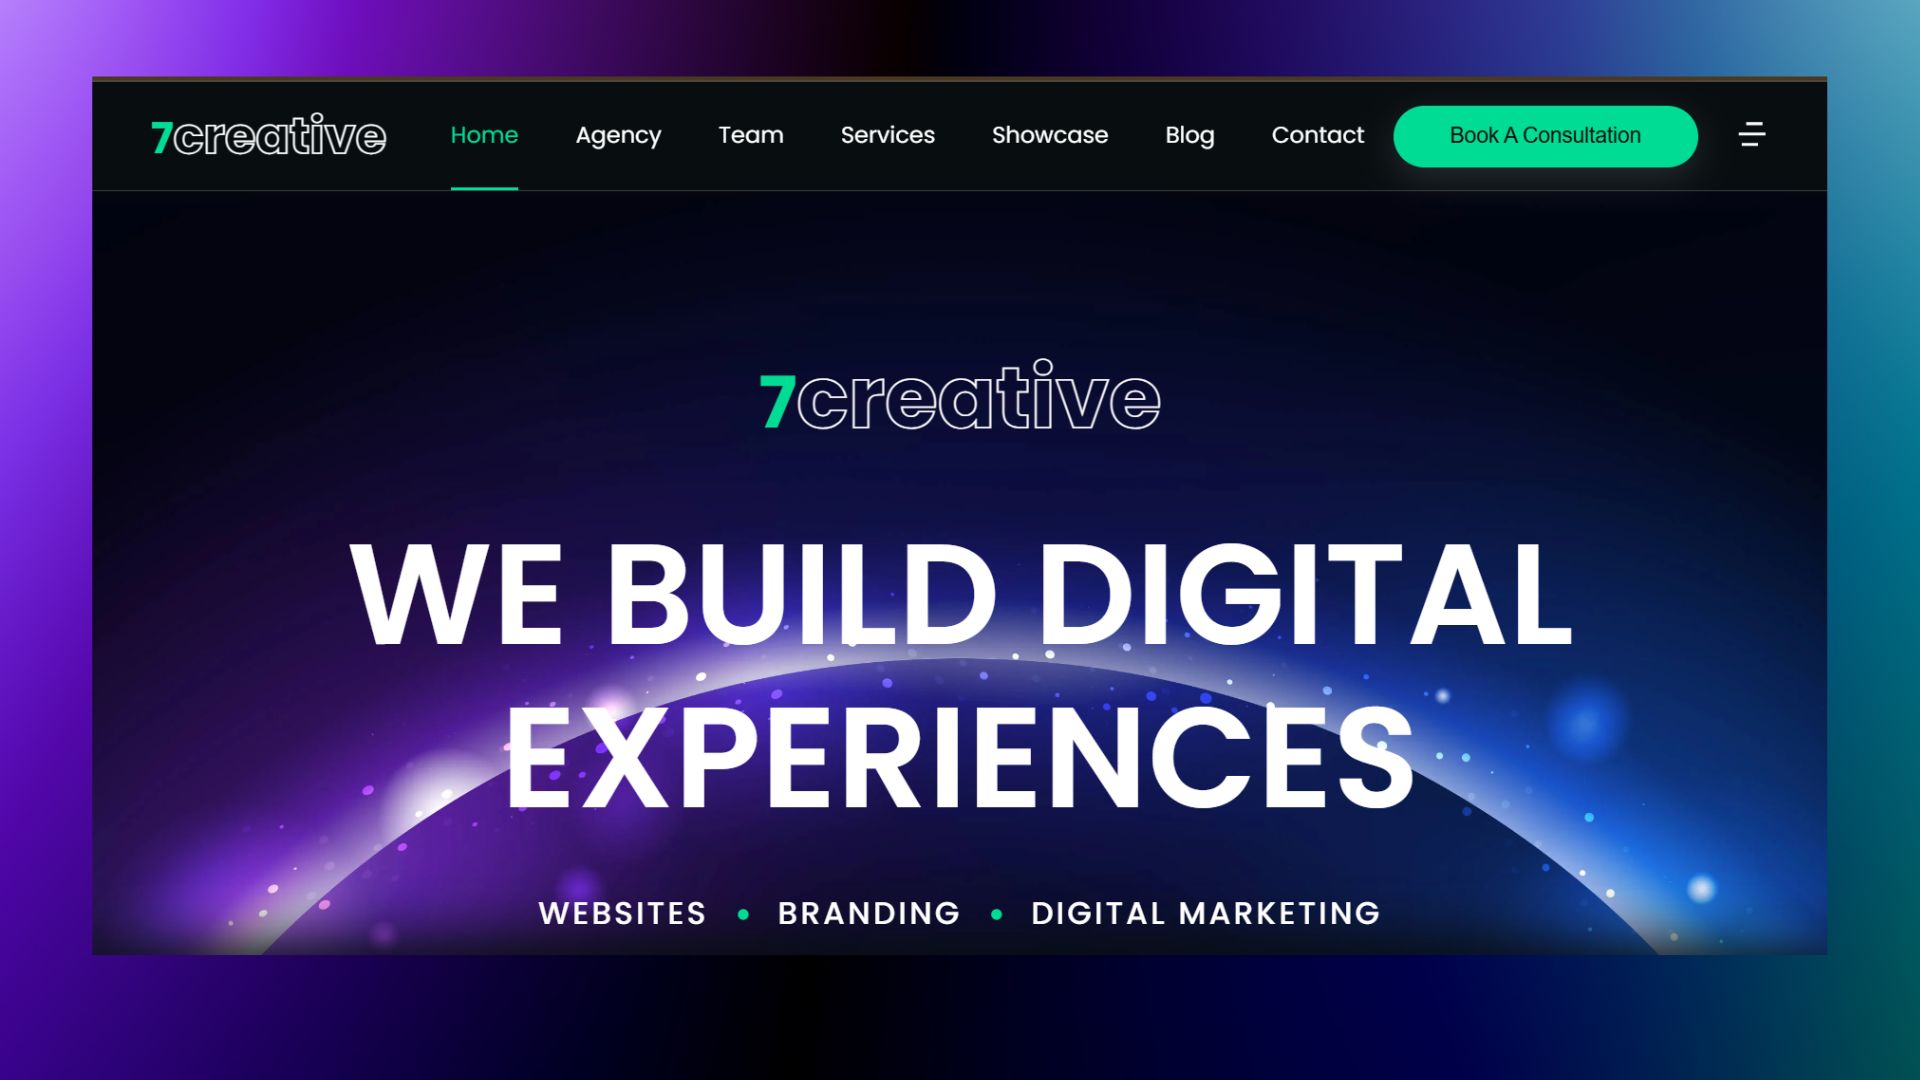 7creative Home Agency Team Services Showcase Blog Contact Book A Consultation
7creative
WE BUILD DIGITAL
EXPERIENCES
WEBSITES • BRANDING • DIGITAL MARKETING